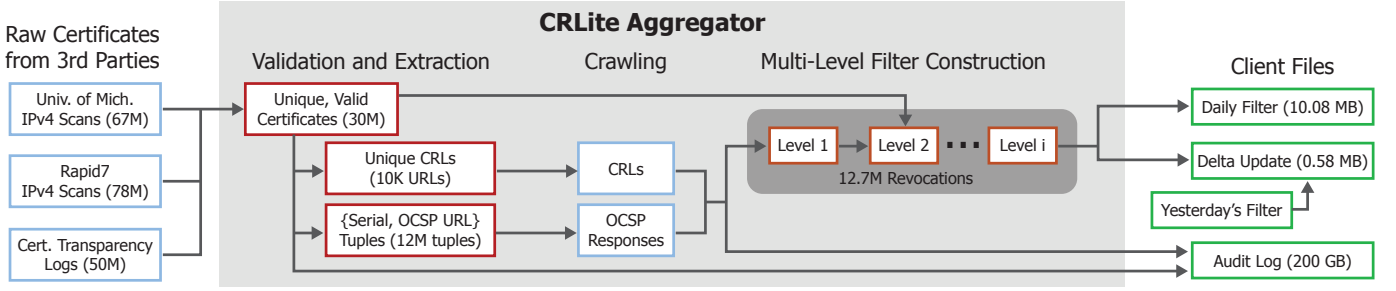 CRLite Aggregator
Raw Certificates
from 3rd Parties
Validation and Extraction
Crawling
Multi-Level Filter Construction
Client Files
Univ. of Mich.
IPv4 Scans (67M)
Rapid7
IPv4 Scans (78M)
Cert. Transparency
Logs (50M)
Unique, Valid
Certificates (30M)
Unique CRLs
(10K URLs)
{Serial, OCSP URL}
Tuples (12M tuples)
CRLs
OCSP
Responses
Level 1
Level 2
...
Level i
12.7M Revocations
Daily Filter (10.08 MB)
Delta Update (0.58 MB)
Yesterday's Filter
Audit Log (200 GB)